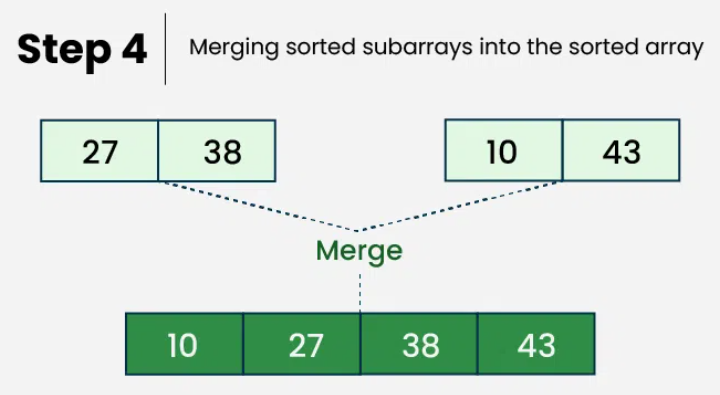 Step 4
Merging sorted subarrays into the sorted array
27 38 10 43
Merge
10 27 38 43